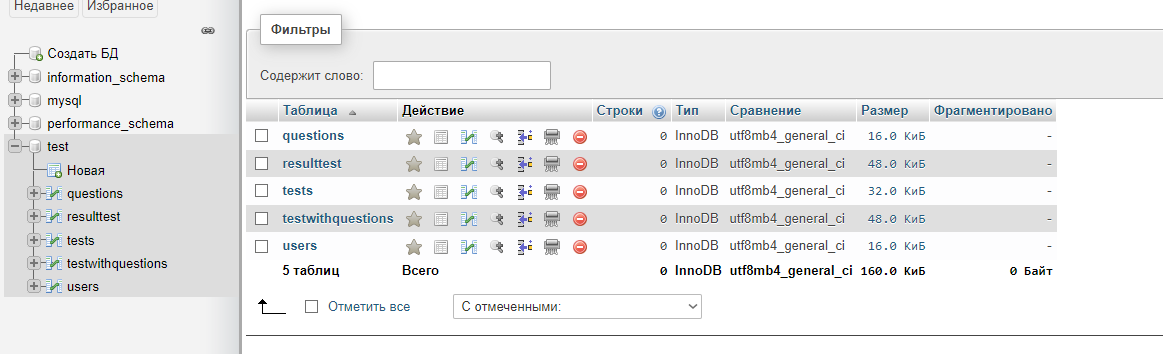 Недавнее Избранное
Создать БД
information_schema
mysql
performance_schema
test
Новая
questions
resulttest
tests
testwithquestions
users
Фильтры
Содержит слово:
Таблица Действие Строки Тип Сравнение Размер Фрагментировано
questions 0 InnoDB utf8mb4_general_ci 16.0 КиБ -
resulttest 0 InnoDB utf8mb4_general_ci 48.0 КиБ -
tests 0 InnoDB utf8mb4_general_ci 32.0 КиБ -
testwithquestions 0 InnoDB utf8mb4_general_ci 48.0 КиБ -
users 0 InnoDB utf8mb4_general_ci 16.0 КиБ -
5 таблиц Всего 0 InnoDB utf8mb4_general_ci 160.0 КиБ 0 Байт
Отметить все С отмеченными: